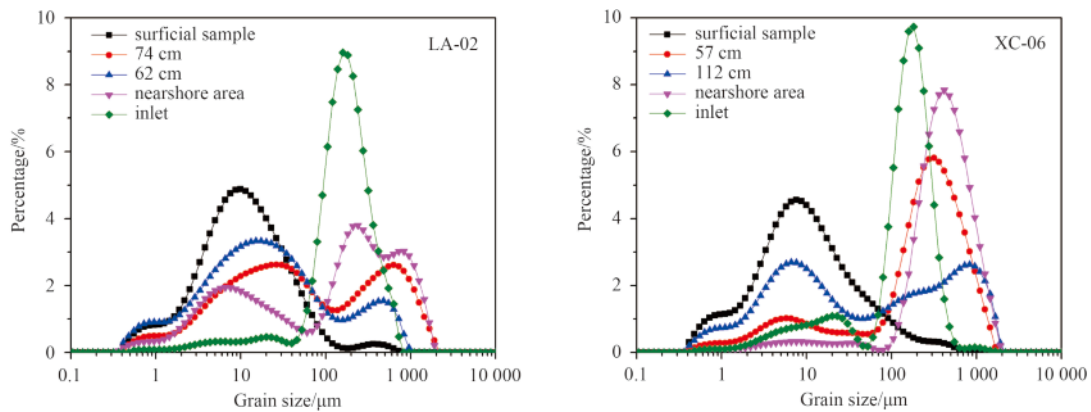 10
8
6
4
2
0
Percentage/%
surficial sample
74 cm
62 cm
nearshore area
inlet
LA-02
0.1 1 10 100 1 000 10 000
Grain size/μm
10
8
6
4
2
0
Percentage/%
surficial sample
57 cm
112 cm
nearshore area
inlet
XC-06
0.1 1 10 100 1 000 10 000
Grain size/μm